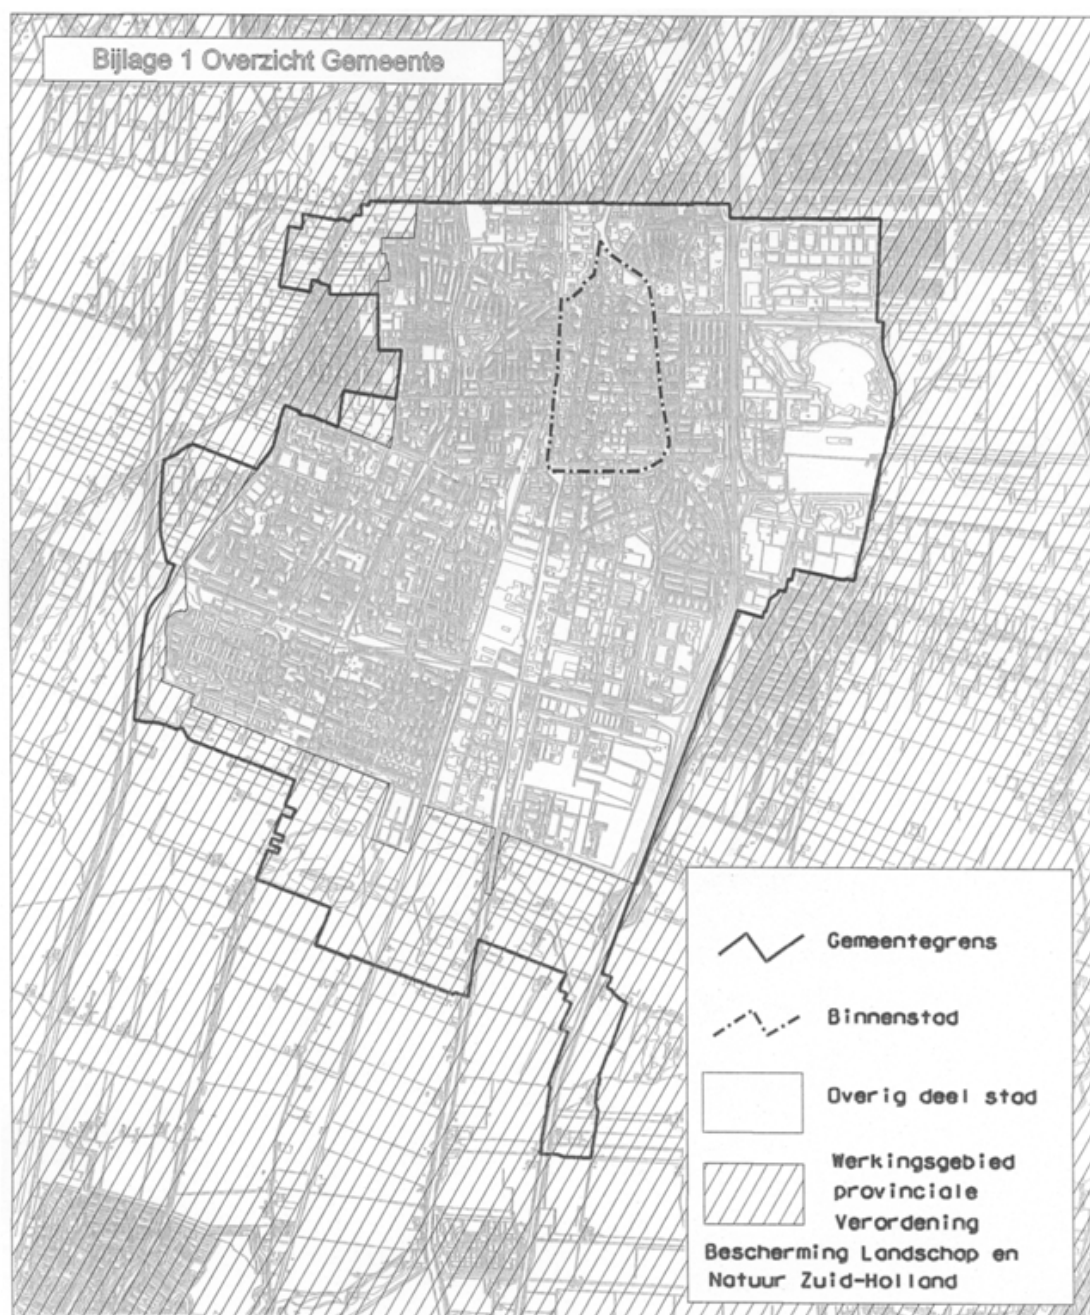 Bijlage 1 Overzicht Gemeente
Gemeentegrens
Binnenstad
Overig deel stad
Werkingsgebied
provinciale
Verordening
Bescherming Landschap en
Natuur Zuid-Holland